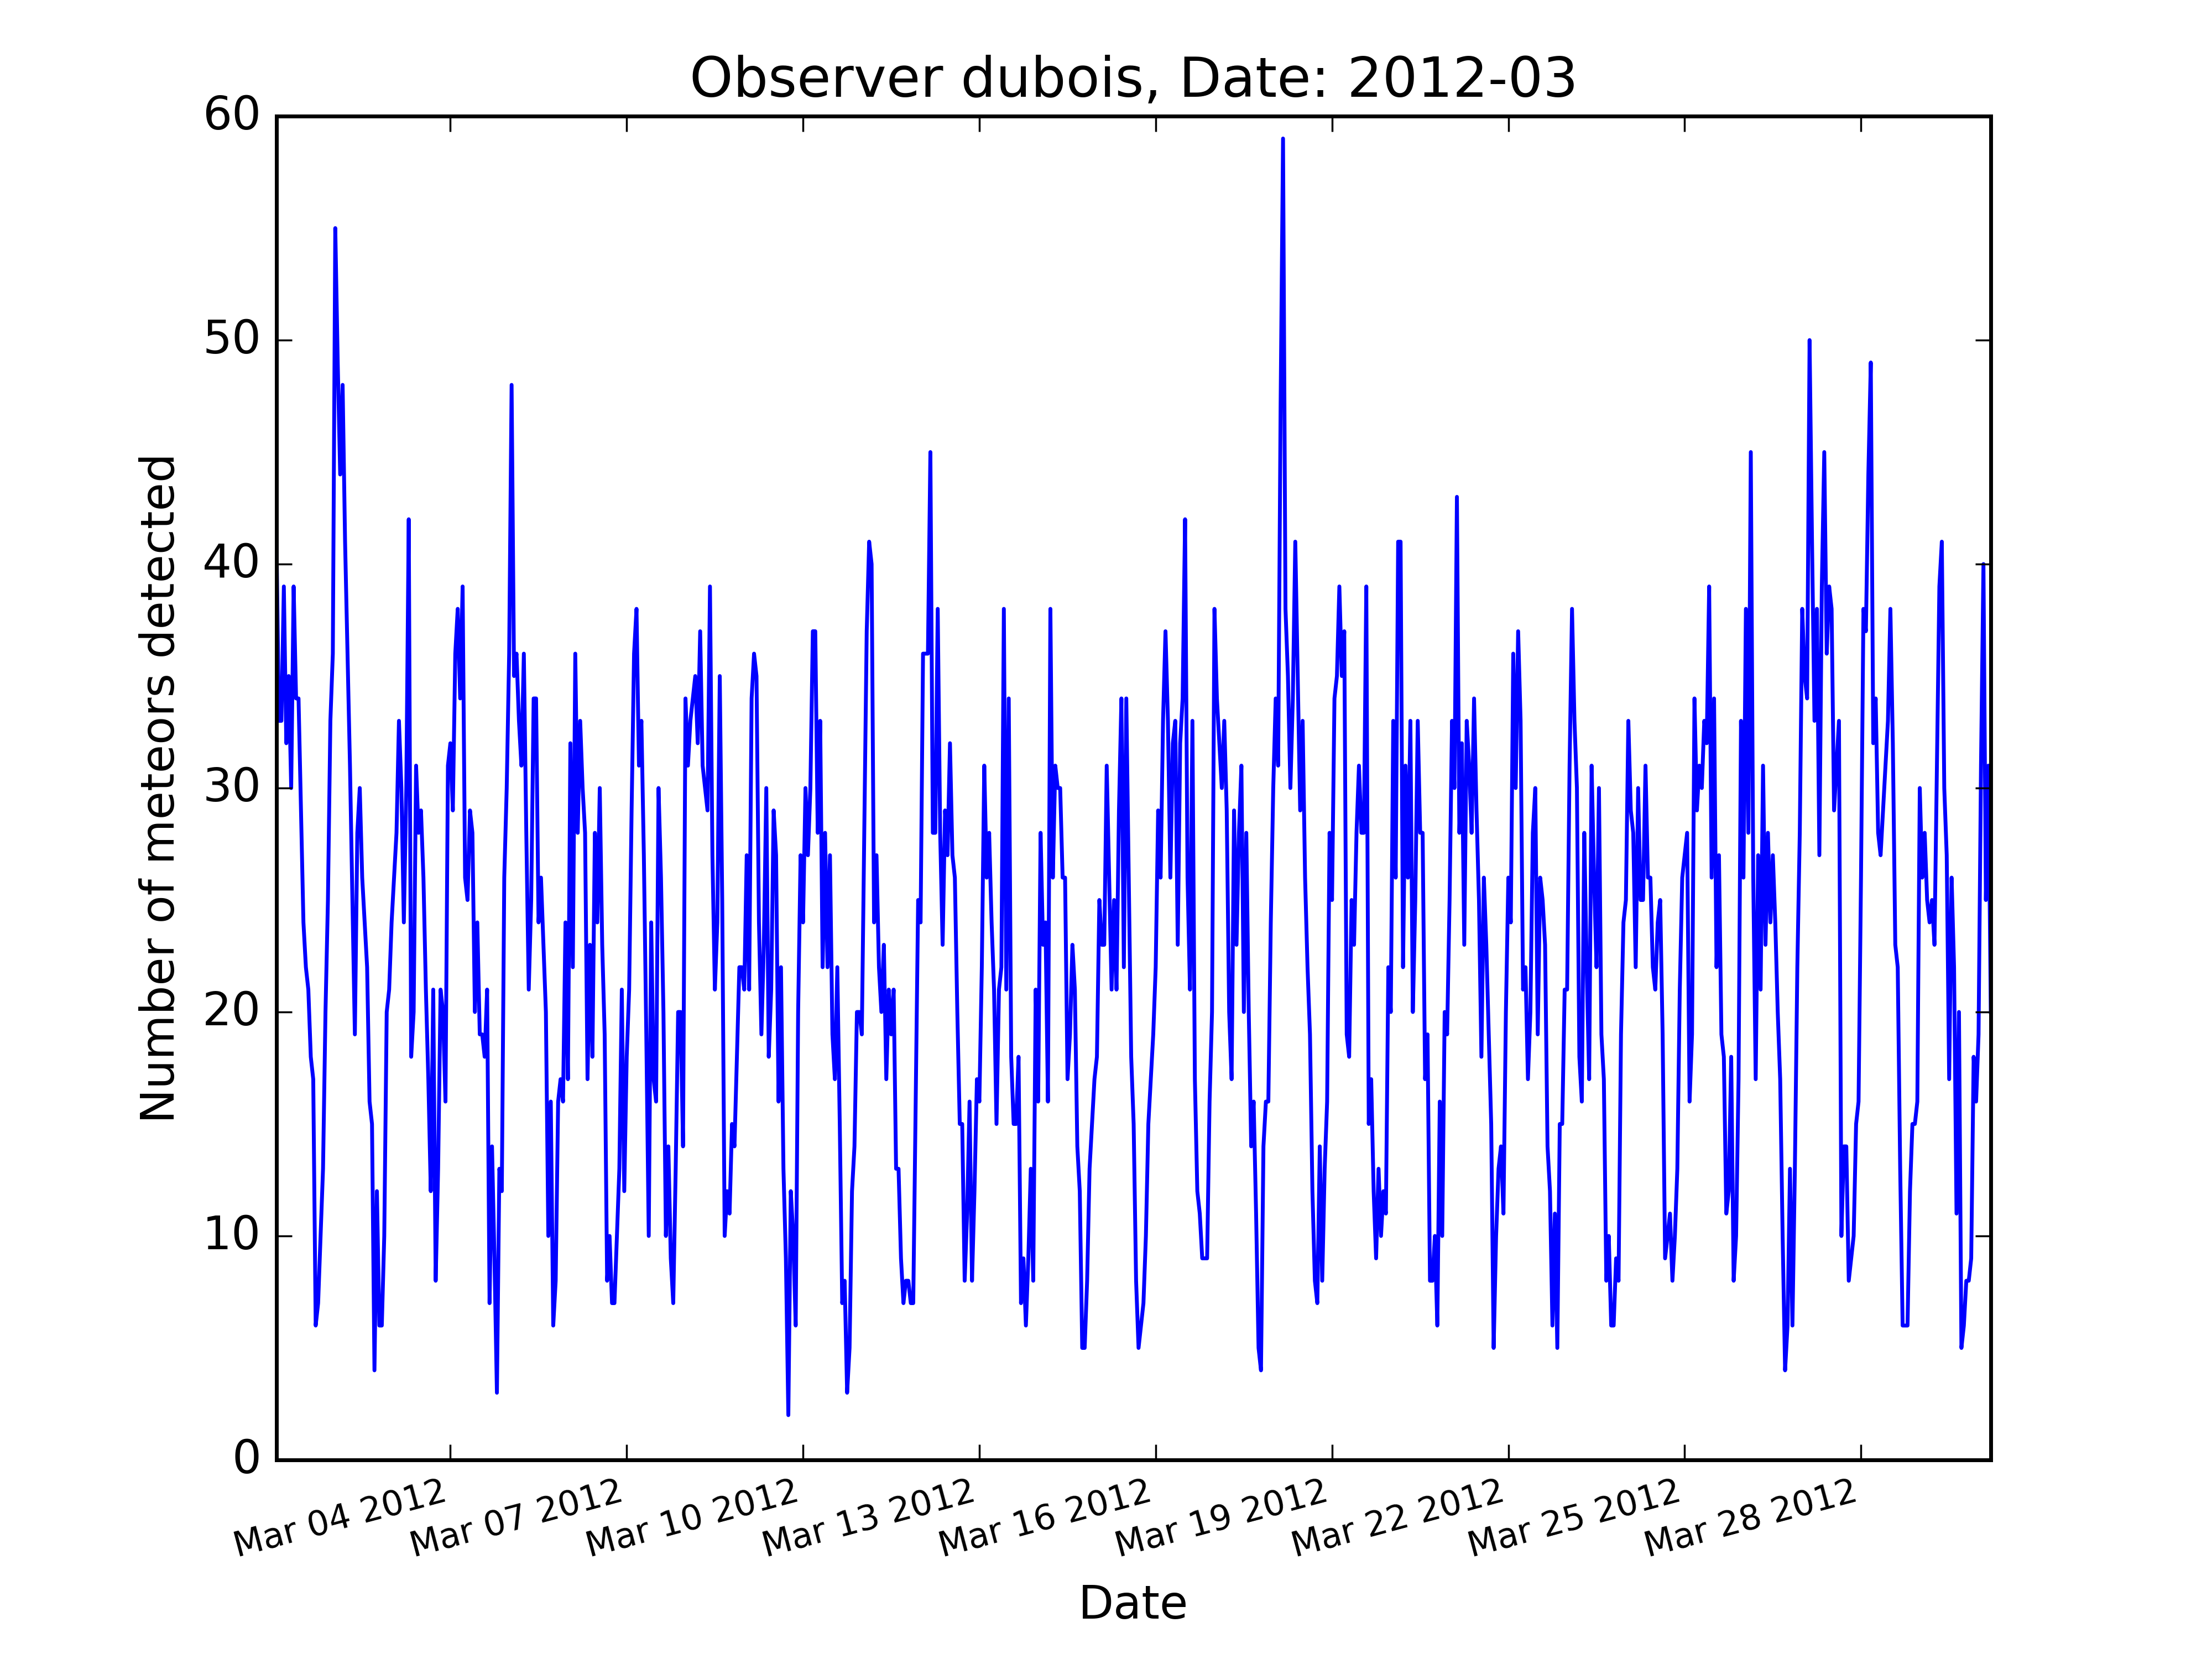 Observer dubois, Date: 2012-03
60
50
40
30
20
10
0
Number of meteors detected
Mar 04 2012
Mar 07 2012
Mar 10 2012
Mar 13 2012
Mar 16 2012
Mar 19 2012
Mar 22 2012
Mar 25 2012
Mar 28 2012
Date